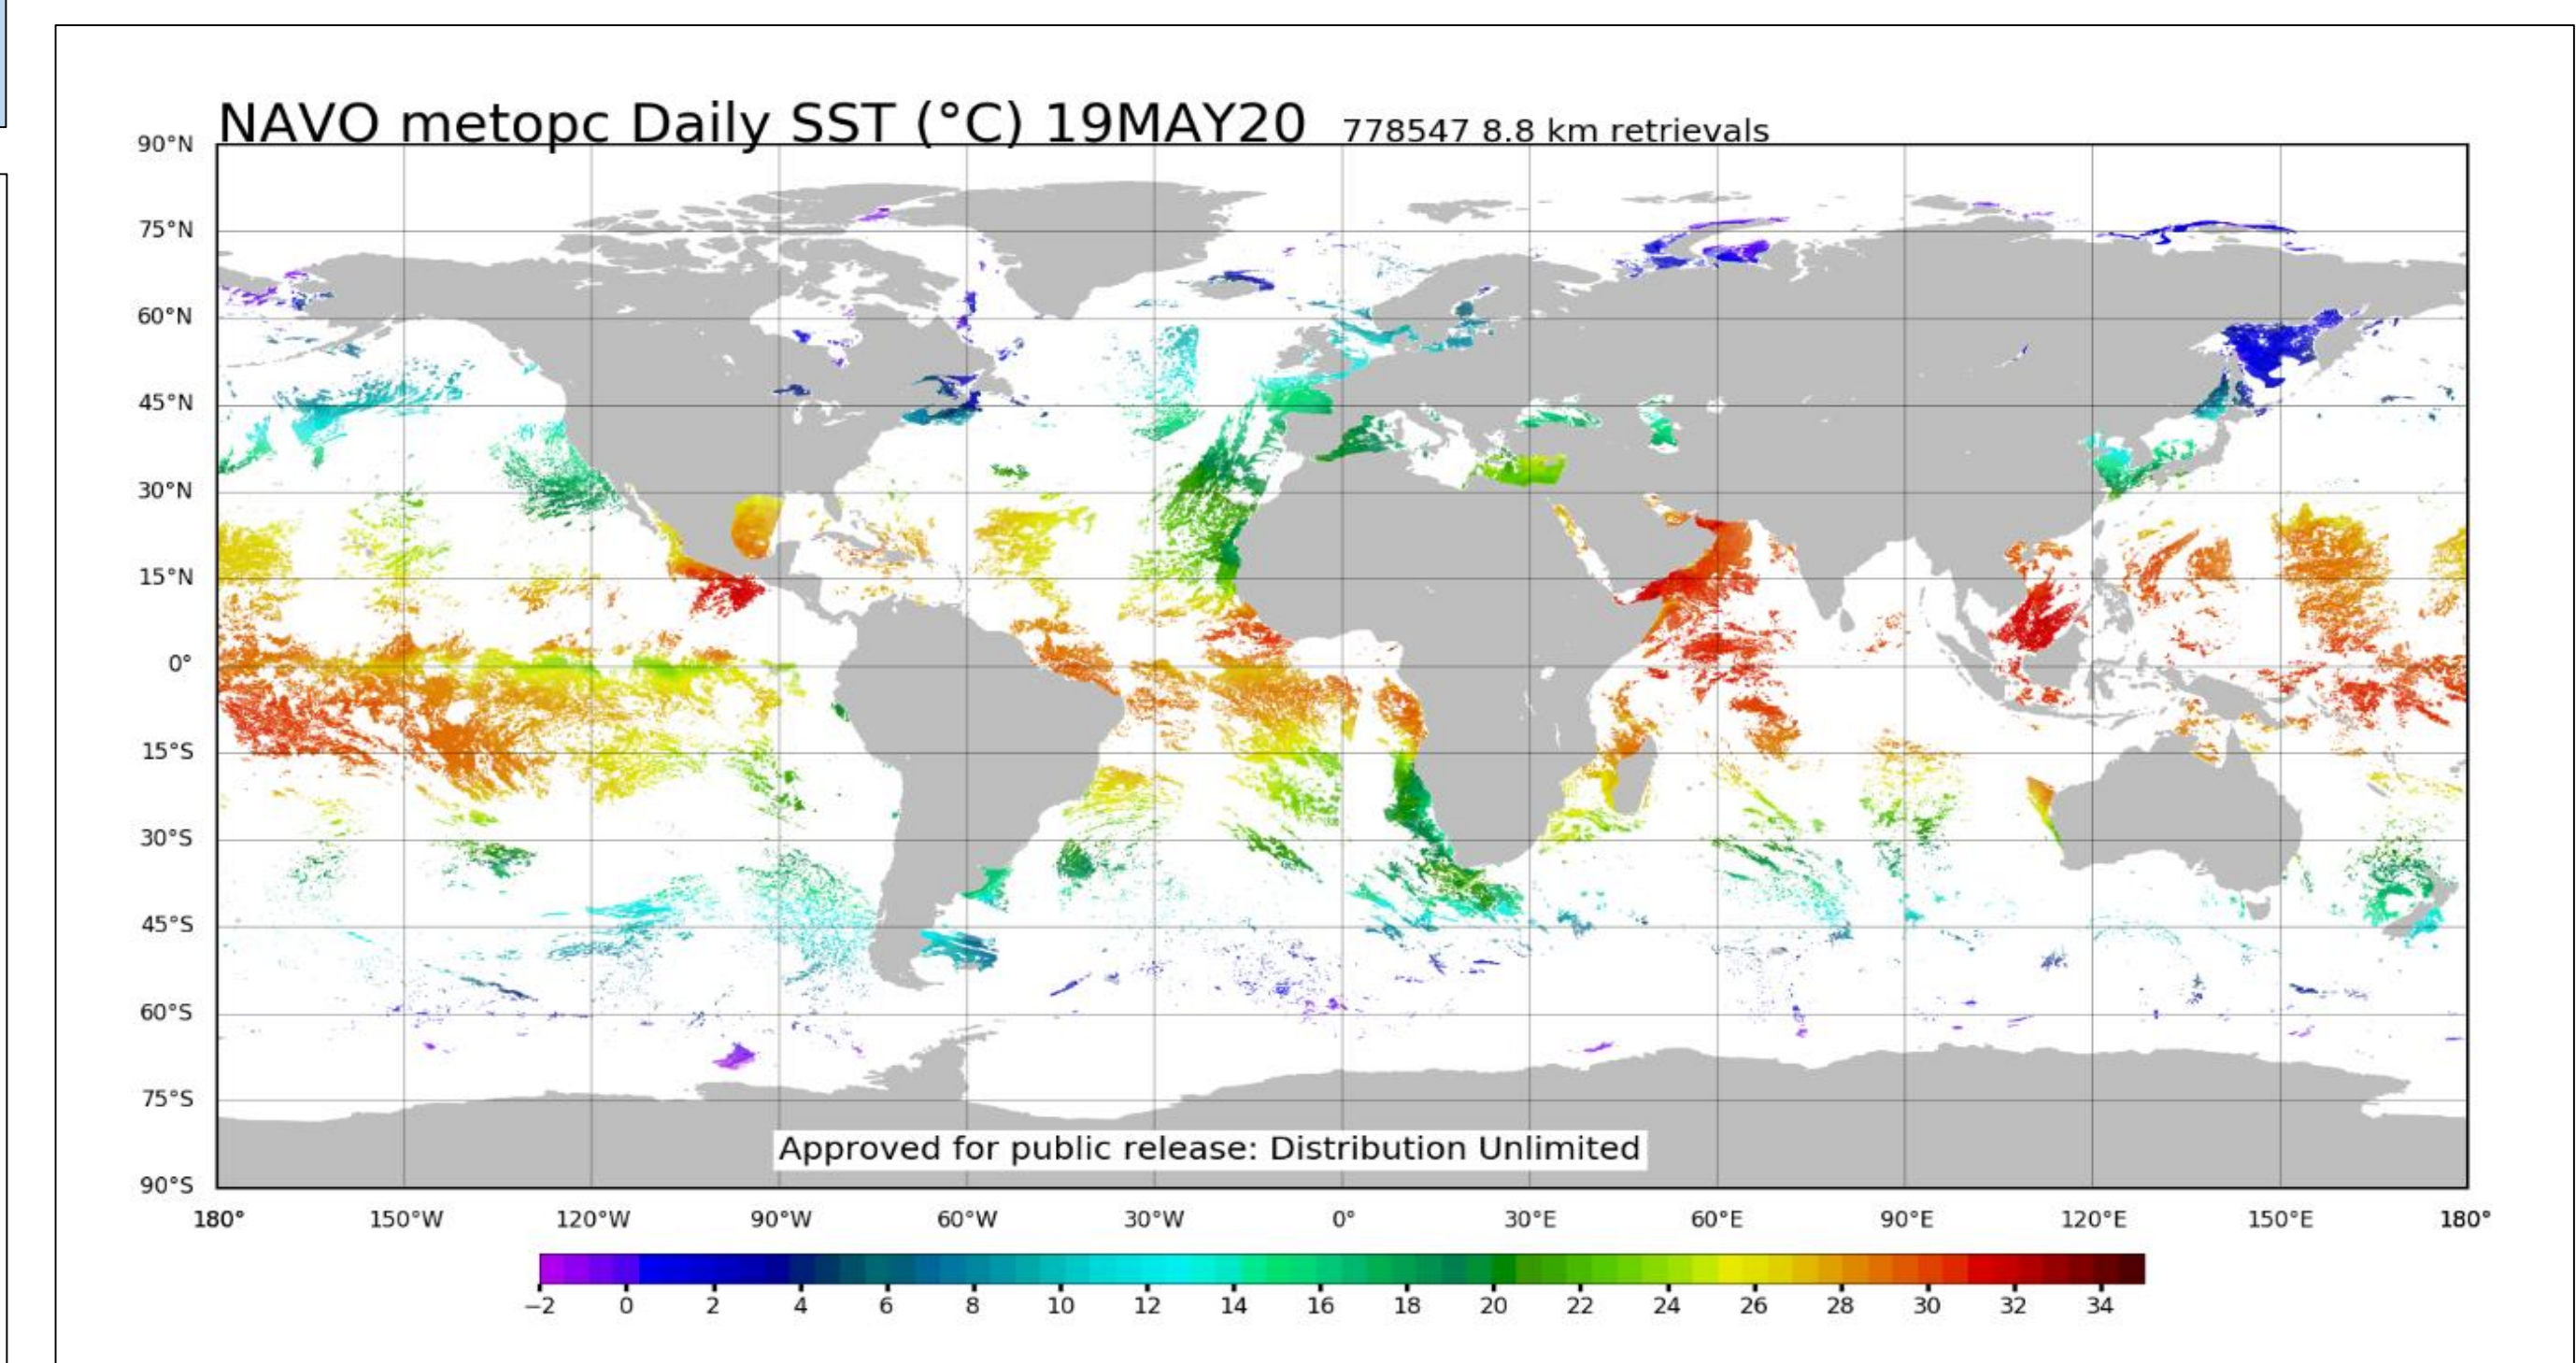 NAVO metopc Daily SST (°C) 19MAY20 778547 8.8 km retrievals
90°N
75°N
60°N
45°N
30°N
15°N
0°
15°S
30°S
45°S
60°S
75°S
90°S
Approved for public release: Distribution Unlimited
180° 150°W 120°W 90°W 60°W 30°W 0° 30°E 60°E 90°E 120°E 150°E 180°
−2 0 2 4 6 8 10 12 14 16 18 20 22 24 26 28 30 32 34